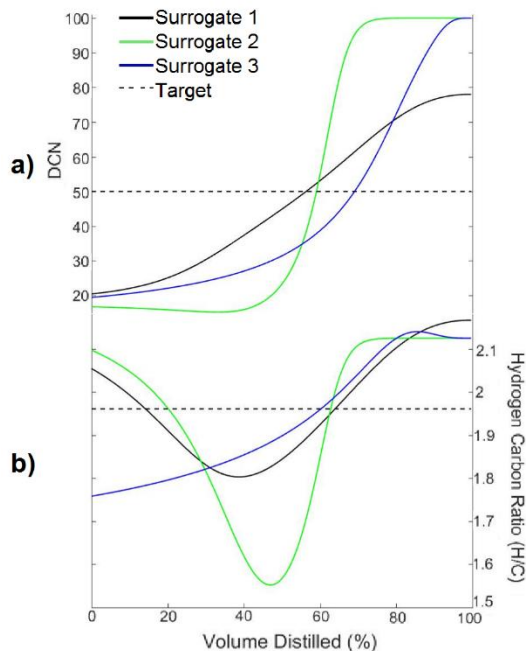 a)
DCN
100
90
80
70
60
50
40
30
20
Surrogate 1
Surrogate 2
Surrogate 3
Target
b)
2.1
2
1.9
1.8
1.7
1.6
1.5
Hydrogen Carbon Ratio (H/C)
0 20 40 60 80 100
Volume Distilled (%)